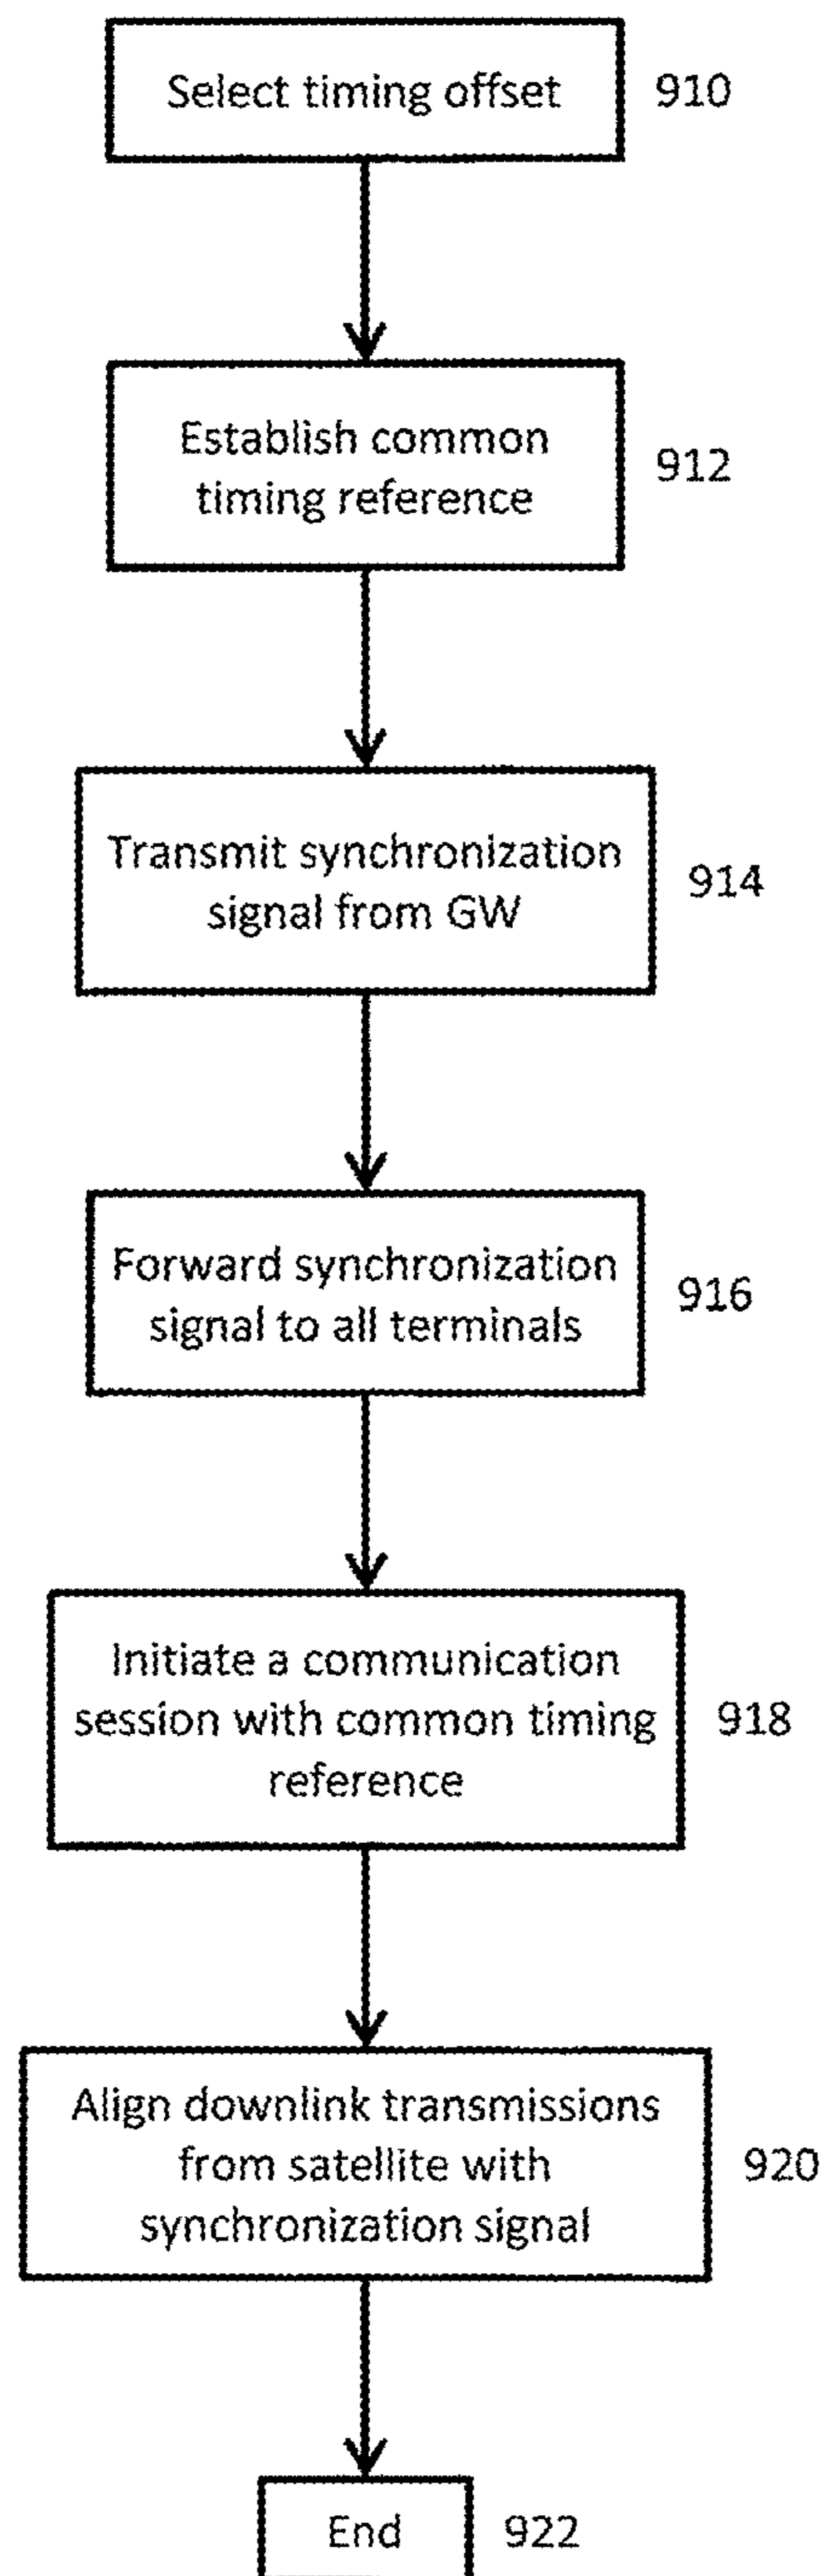 Select timing offset
910
Establish common
timing reference
912
Transmit synchronization
signal from GW
914
Forward synchronization
signal to all terminals
916
Initiate a communication
session with common timing
reference
918
Align downlink transmissions
from satellite with
synchronization signal
920
End
922